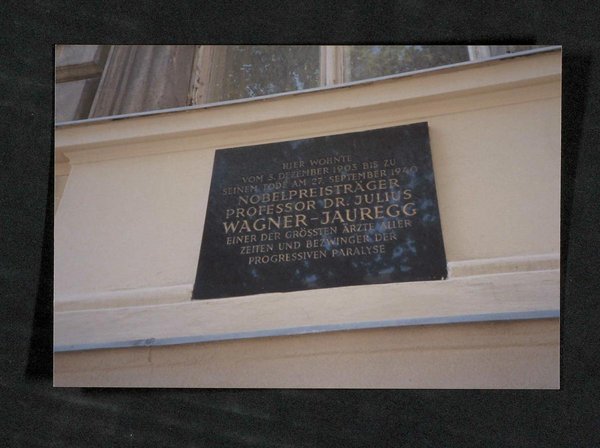 HIER WOHNTE
VOM 5. DEZEMBER 1903 BIS ZU
SEINEM TODE AM 27. SEPTEMBER 1940
NOBELPREISTRÄGER
PROFESSOR DR. JULIUS
WAGNER-JAUREGG
EINER DER GRÖSSTEN ÄRZTE ALLER
ZEITEN UND BEZWINGER DER
PROGRESSIVEN PARALYSE